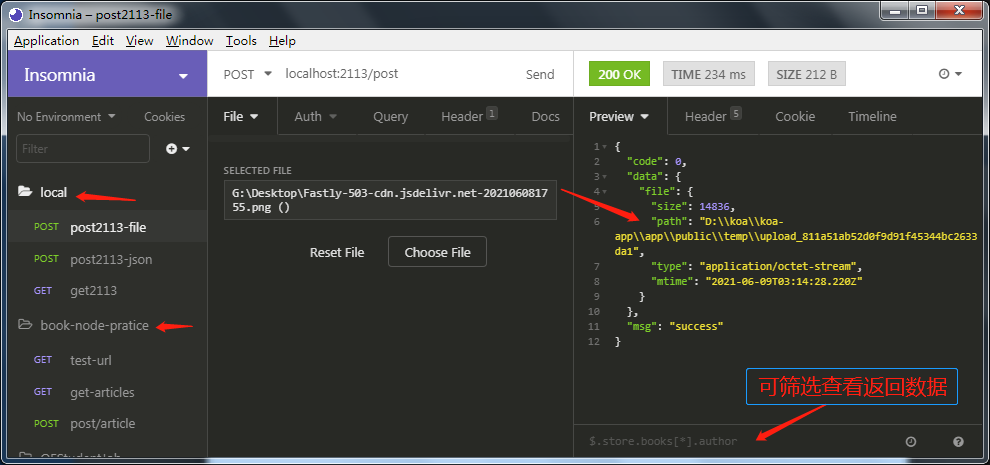 Insomnia – post2113-file
Application Edit View Window Tools Help
Insomnia
POST localhost:2113/post Send
200 OK TIME 234 ms SIZE 212 B
No Environment Cookies
File Auth Query Header 1 Docs
Preview Header 5 Cookie Timeline
Filter
local
POST post2113-file
POST post2113-json
GET get2113
book-node-pratice
GET test-url
GET get-articles
POST post/article
SELECTED FILE
G:\Desktop\Fastly-503-cdn.jsdelivr.net-2021060817
55.png ()
Reset File Choose File
1 {
2 "code": 0,
3 "data": {
4 "file": {
5 "size": 14836,
6 "path": "D:\\koa\\koa-
app\\app\\public\\temp\\upload_811a51ab52d0f9d91f45344bc2633
da1",
7 "type": "application/octet-stream",
8 "mtime": "2021-06-09T03:14:28.220Z"
9 }
10 },
11 "msg": "success"
12 }
可筛选查看返回数据
$.store.books[*].author